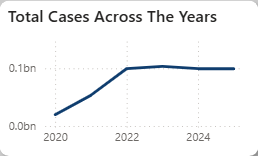 Total Cases Across The Years
0.1bn
0.0bn
2020 2022 2024